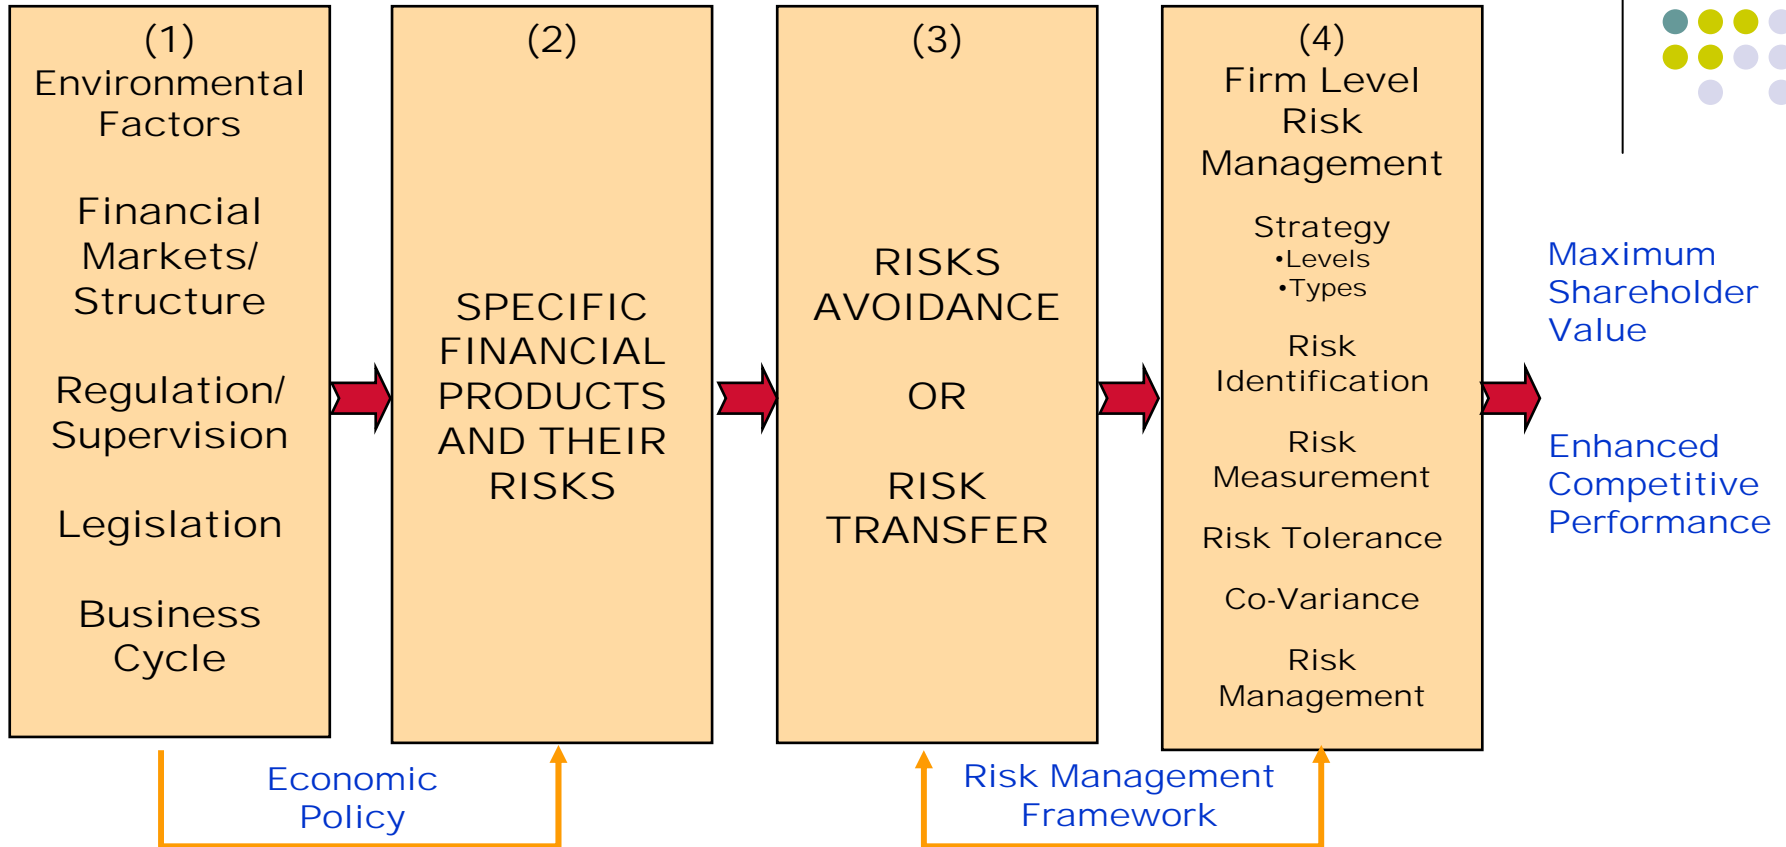 (1)
Environmental
Factors
Financial
Markets/
Structure
Regulation/
Supervision
Legislation
Business
Cycle
(2)
SPECIFIC
FINANCIAL
PRODUCTS
AND THEIR
RISKS
(3)
RISKS
AVOIDANCE
OR
RISK
TRANSFER
(4)
Firm Level
Risk
Management
Strategy
•Levels
•Types
Risk
Identification
Risk
Measurement
Risk Tolerance
Co-Variance
Risk
Management
Maximum
Shareholder
Value
Enhanced
Competitive
Performance
Economic
Policy
Risk Management
Framework